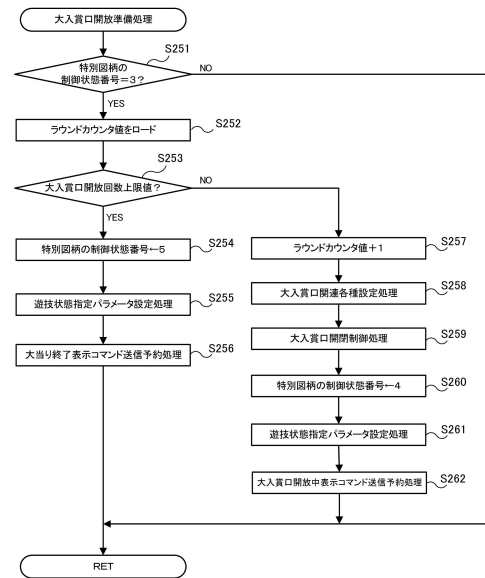 大入賞口開放準備処理
S251
特別図柄の
制御状態番号=3?
NO
YES
ラウンドカウンタ値をロード
S252
S253
大入賞口開放回数上限値?
NO
YES
特別図柄の制御状態番号←5
S254
遊技状態指定パラメータ設定処理
S255
大当り終了表示コマンド送信予約処理
S256
ラウンドカウンタ値+1
S257
大入賞口関連各種設定処理
S258
大入賞口開閉制御処理
S259
特別図柄の制御状態番号←4
S260
遊技状態指定パラメータ設定処理
S261
大入賞口開放中表示コマンド送信予約処理
S262
RET